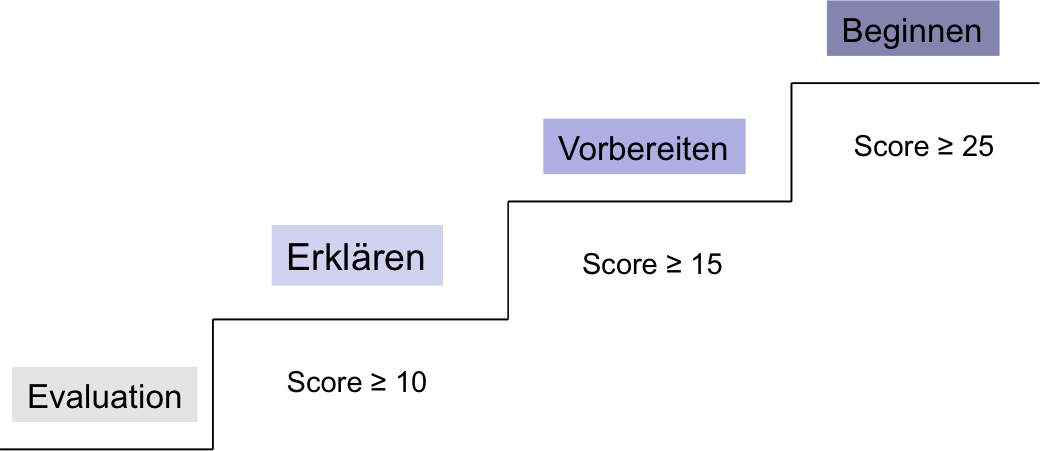 Beginnen
Score ≥ 25
Vorbereiten
Score ≥ 15
Erklären
Score ≥ 10
Evaluation